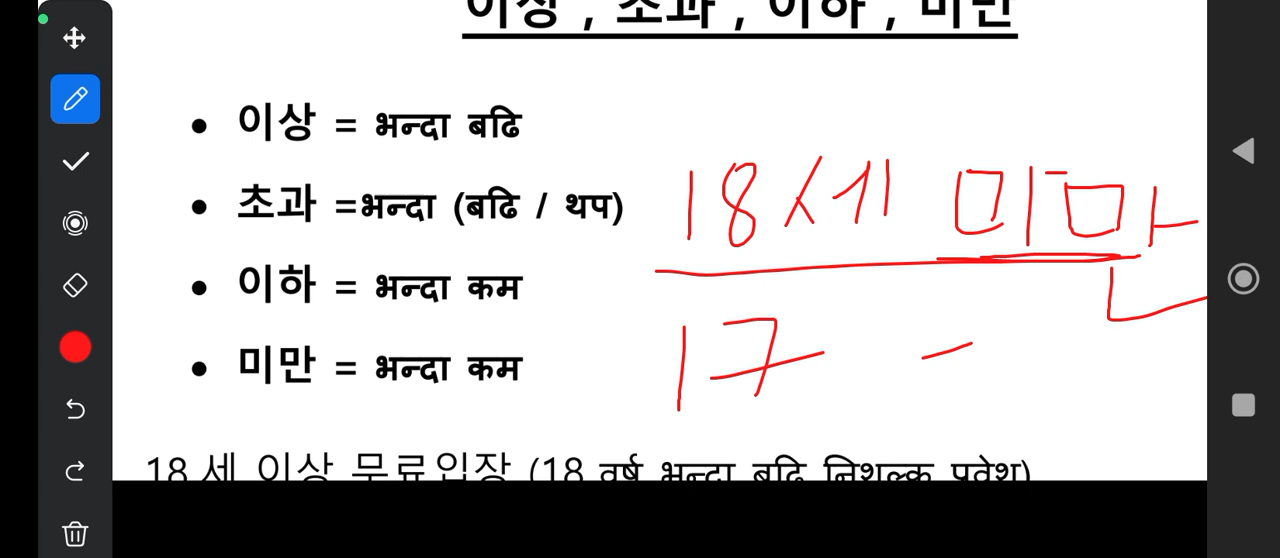 이상 , 초과 , 이하 , 미만
• 이상 = भन्दा बढि
• 초과 =भन्दा (बढि / थप)
• 이하 = भन्दा कम
• 미만 = भन्दा कम
18세 미만
17 -
18 세 이상 무료입장 (18 वर्ष भन्दा बढि निशुल्क प्रवेश)